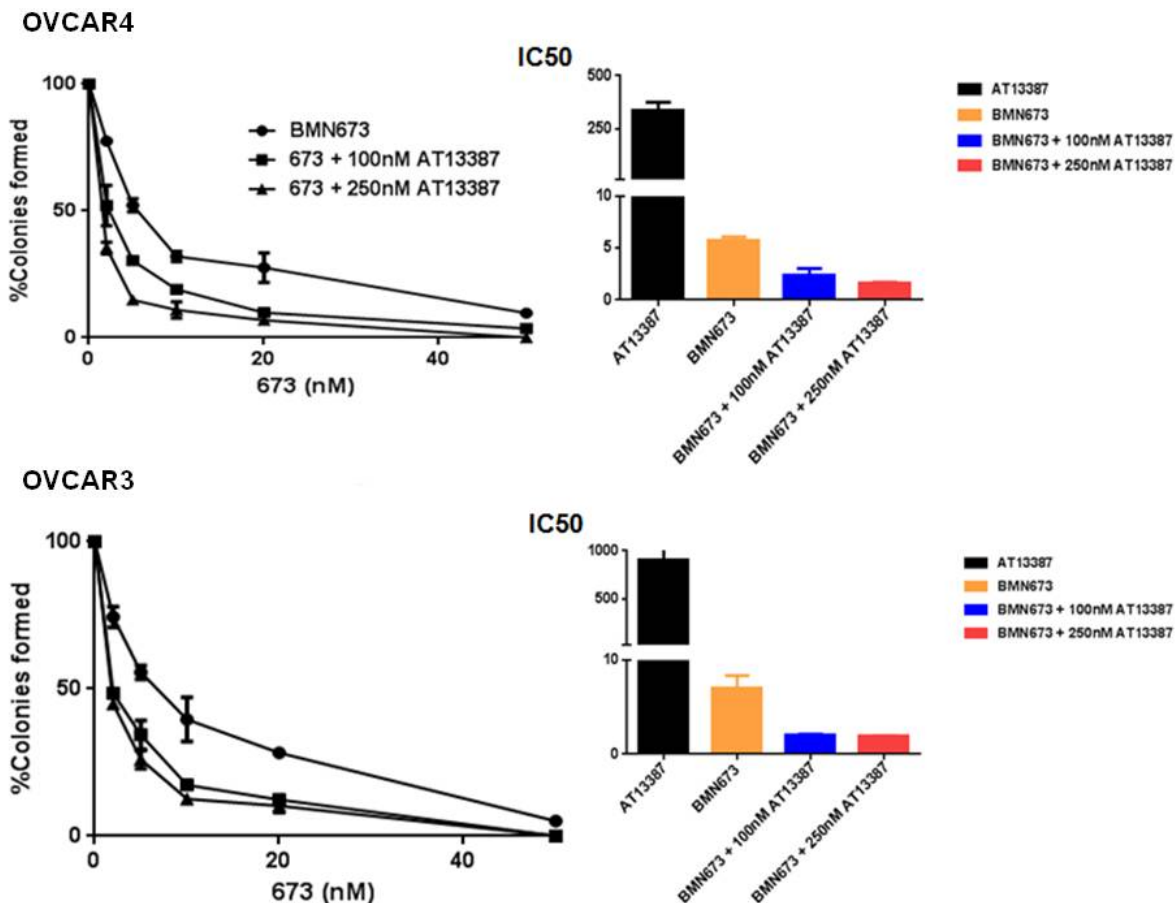 OVCAR4
IC50
%Colonies formed
100
50
0
0
20
40
673 (nM)
BMN673
673 + 100nM AT13387
673 + 250nM AT13387
500
250
10
5
0
AT13387
BMN673
BMN673 + 100nM AT13387
BMN673 + 250nM AT13387
AT13387
BMN673
BMN673 + 100nM AT13387
BMN673 + 250nM AT13387
OVCAR3
IC50
%Colonies formed
100
50
0
0
20
40
673 (nM)
1000
500
10
0
AT13387
BMN673
BMN673 + 100nM AT13387
BMN673 + 250nM AT13387
AT13387
BMN673
BMN673 + 100nM AT13387
BMN673 + 250nM AT13387